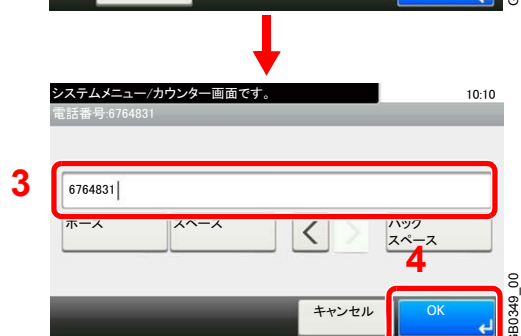 システムメニュー/カウンター画面です。
10:10
電話番号:6764831
3
6764831
ポーズ
スペース
<
>
バック
スペース
4
キャンセル
OK
GB0349_00